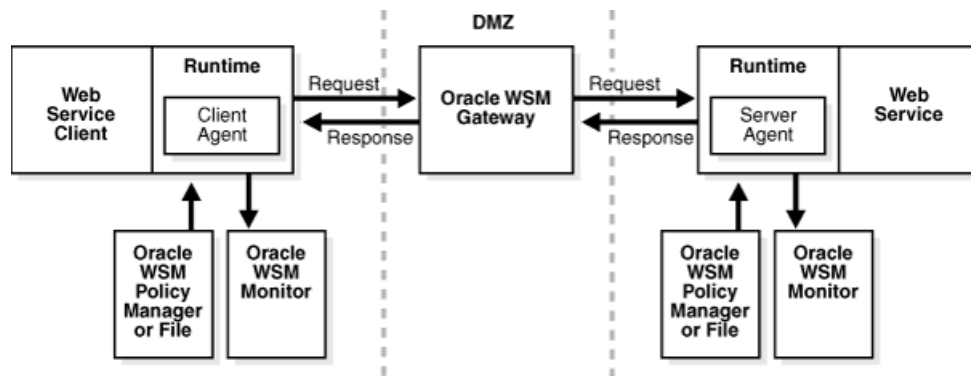 DMZ
Web
Service
Client
Runtime
Client
Agent
Request
Response
Oracle WSM
Gateway
Request
Response
Runtime
Server
Agent
Web
Service
Oracle
WSM
Policy
Manager
or File
Oracle
WSM
Monitor
Oracle
WSM
Policy
Manager
or File
Oracle
WSM
Monitor